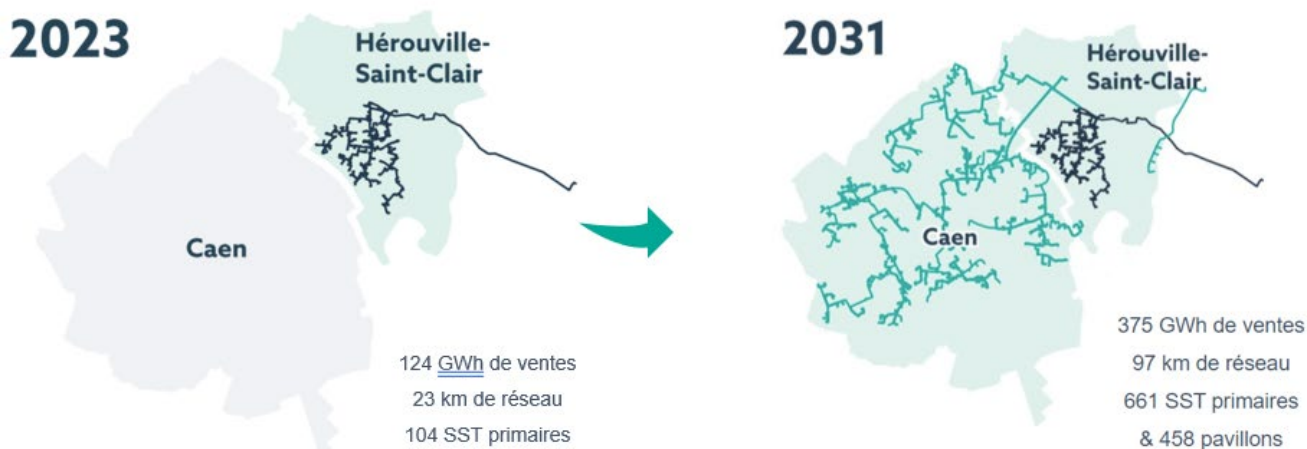 2023
Hérouville-
Saint-Clair
Caen
124 GWh de ventes
23 km de réseau
104 SST primaires
2031
Hérouville-
Saint-Clair
Caen
375 GWh de ventes
97 km de réseau
661 SST primaires
& 458 pavillons